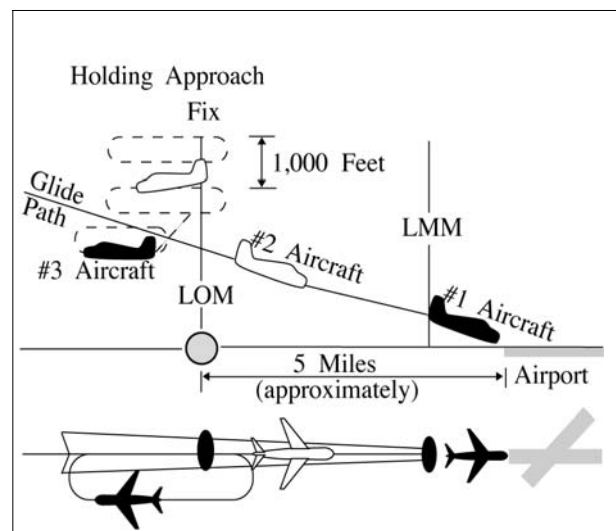 Holding Approach
Fix
1,000 Feet
Glide
Path
#3 Aircraft
#2 Aircraft
LMM
LOM
#1 Aircraft
5 Miles
(approximately)
Airport